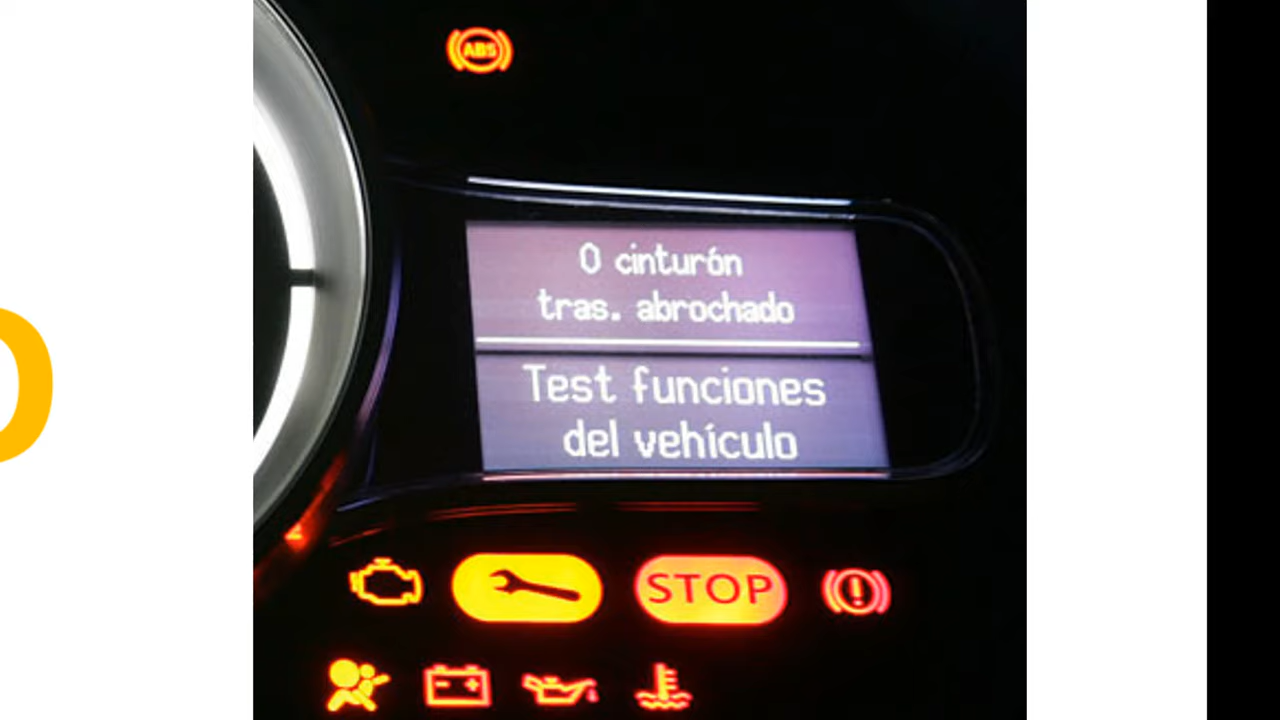 ABS
0 cinturón
tras. abrochado
Test funciones
del vehículo
STOP